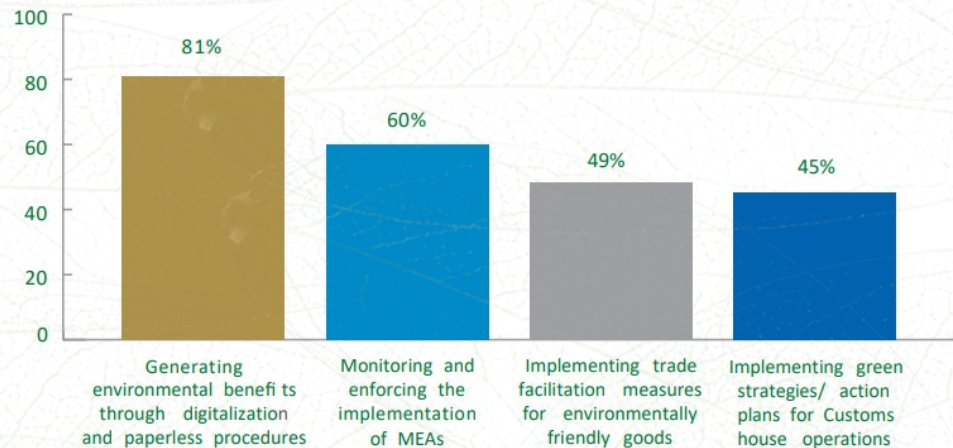 100
81%
80
60%
60
49%
45%
40
20
0
Generating
environmental benefi ts
through digitalization
and paperless procedures
Monitoring and
enforcing the
implementation
of MEAs
Implementing trade
facilitation measures
for environmentally
friendly goods
Implementing green
strategies/ action
plans for Customs
house operations